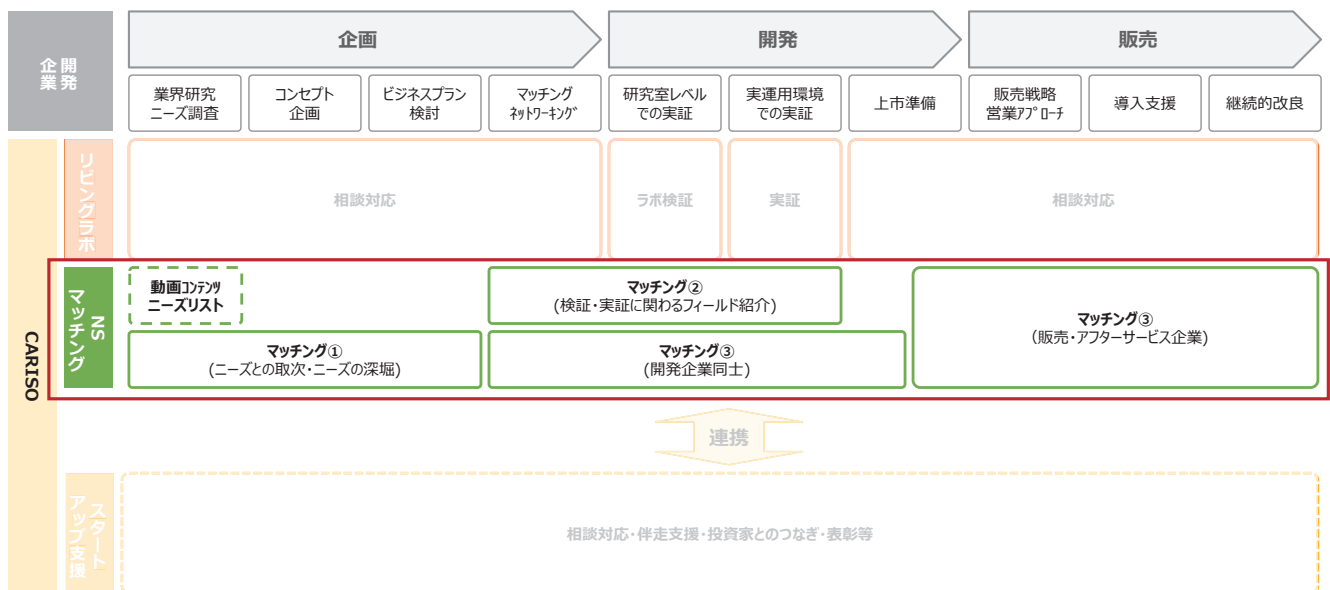 開発
企業
企画
開発
販売
業界研究
ニーズ調査
コンセプト
企画
ビジネスプラン
検討
マッチング
ﾈｯﾄﾜｰｷﾝｸﾞ
研究室レベル
での実証
実運用環境
での実証
上市準備
販売戦略
営業ｱﾌﾟﾛｰﾁ
導入支援
継続的改良
CARISO
リビングラボ
相談対応
ラボ検証
実証
相談対応
NS
マッチング
動画ｺﾝﾃﾝﾂ
ニーズリスト
マッチング②
(検証・実証に関わるフィールド紹介)
マッチング③
(販売・アフターサービス企業)
マッチング①
(ニーズとの取次・ニーズの深堀)
マッチング③
(開発企業同士)
連携
スタート
アップ支援
相談対応・伴走支援・投資家とのつなぎ・表彰等